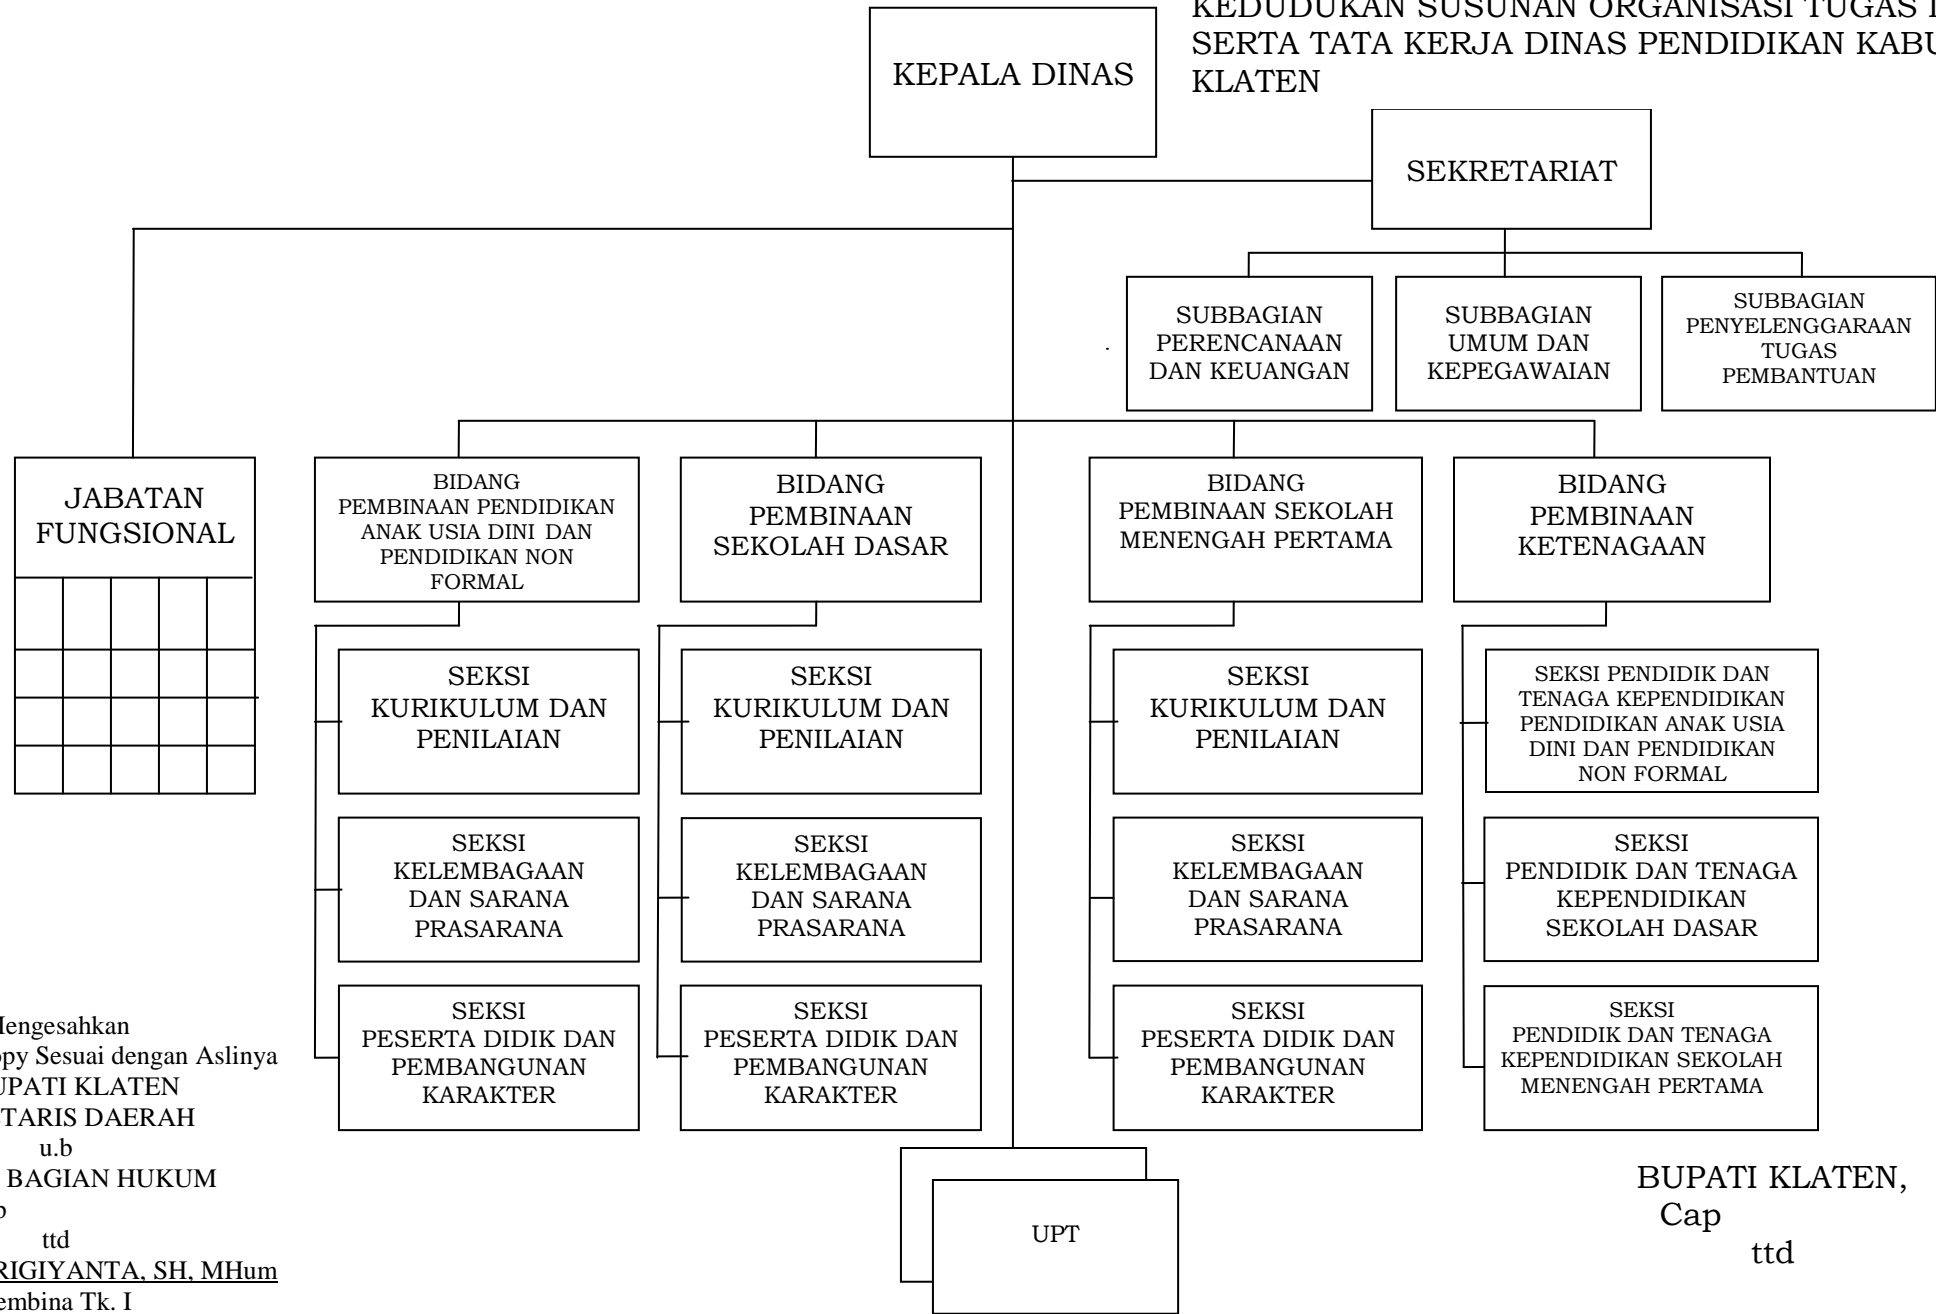 KEDUDUKAN SUSUNAN ORGANISASI TUGAS
SERTA TATA KERJA DINAS PENDIDIKAN
KLATEN
KEPALA DINAS
SEKRETARIAT
SUBBAGIAN
PERENCANAAN
DAN KEUANGAN
SUBBAGIAN
UMUM DAN
KEPEGAWAIAN
SUBBAGIAN
PENYELENGGARAAN
TUGAS
PEMBANTUAN
JABATAN
FUNGSIONAL
BIDANG
PEMBINAAN PENDIDIKAN
ANAK USIA DINI DAN
PENDIDIKAN NON
FORMAL
BIDANG
PEMBINAAN
SEKOLAH DASAR
BIDANG
PEMBINAAN SEKOLAH
MENENGAH PERTAMA
BIDANG
PEMBINAAN
KETENAGAAN
SEKSI
KURIKULUM DAN
PENILAIAN
SEKSI
KURIKULUM DAN
PENILAIAN
SEKSI
KURIKULUM DAN
PENILAIAN
SEKSI PENDIDIK DAN
TENAGA KEPENDIDIKAN
PENDIDIKAN ANAK USIA
DINI DAN PENDIDIKAN
NON FORMAL
SEKSI
KELEMBAGAAN
DAN SARANA
PRASARANA
SEKSI
KELEMBAGAAN
DAN SARANA
PRASARANA
SEKSI
KELEMBAGAAN
DAN SARANA
PRASARANA
SEKSI
PENDIDIK DAN TENAGA
KEPENDIDIKAN
SEKOLAH DASAR
SEKSI
PESERTA DIDIK DAN
PEMBANGUNAN
KARAKTER
SEKSI
PESERTA DIDIK DAN
PEMBANGUNAN
KARAKTER
SEKSI
PESERTA DIDIK DAN
PEMBANGUNAN
KARAKTER
SEKSI
PENDIDIK DAN TENAGA
KEPENDIDIKAN SEKOLAH
MENENGAH PERTAMA
UPT
Mengesahkan
Sesuai dengan Aslinya
BUPATI KLATEN
DAERAH
u.b
BAGIAN HUKUM
ttd
RIGIYANTA, SH, MHum
Tk. I
BUPATI KLATEN,
Cap
ttd